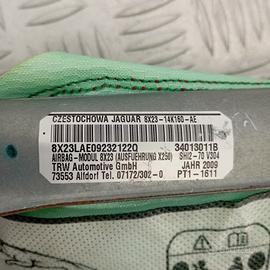 CZESTOCHOWA JAGUAR 8X23-14K160-AE
8X23LAE09232122Q 34013011B
AIRBAG-MODUL 8X23 (AUSFUEHRUNG X250) SHI2-70 V304
TRW Automotive GmbH JAHR 2009
73553 Alfdorf Tel. 07172/302-0 PT1-1611